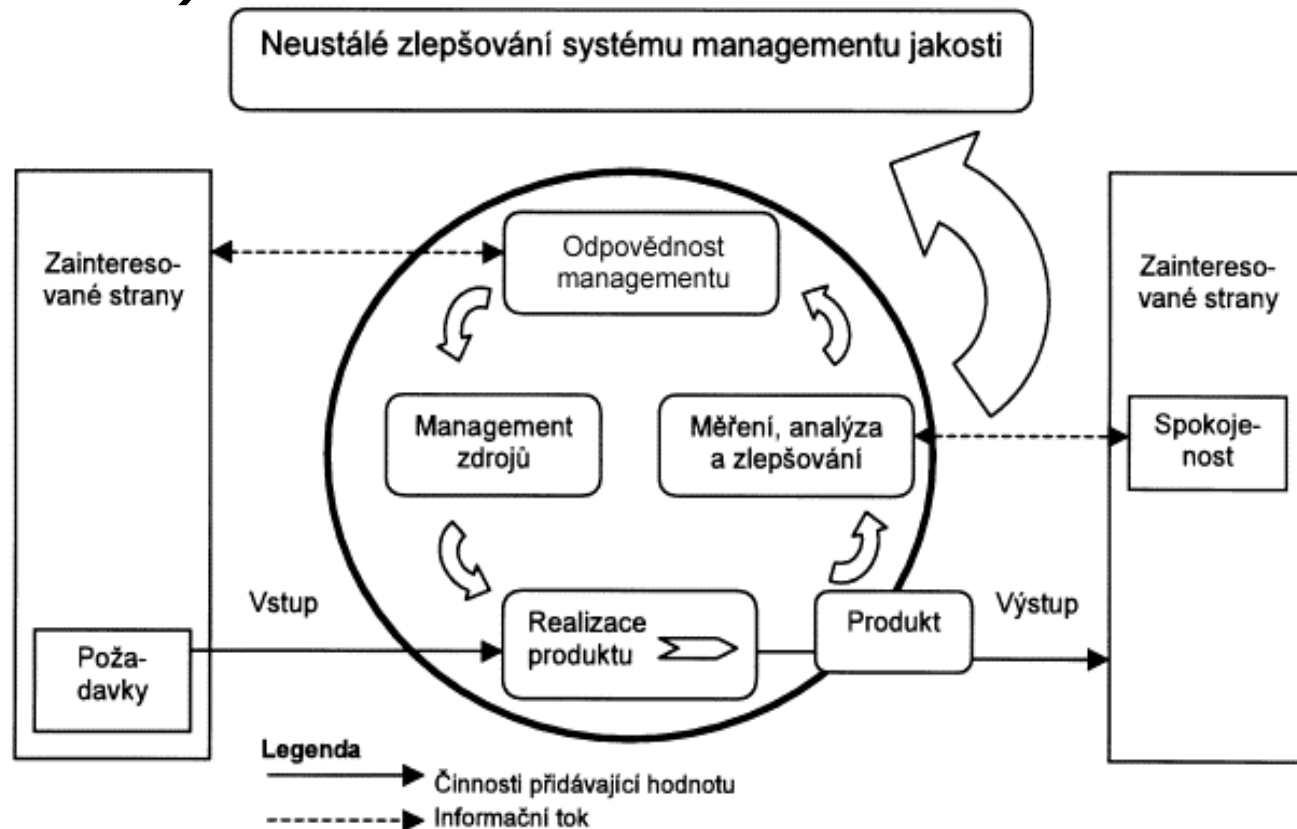 Neustálé zlepšování systému managementu jakosti
Zaintereso-
vané strany
Odpovědnost
managementu
Zaintereso-
vané strany
Management
zdrojů
Měření, analýza
a zlepšování
Spokoje-
nost
Vstup
Realizace
produktu
Produkt
Výstup
Poža-
davky
Legenda
Činnosti přidávající hodnotu
Informační tok